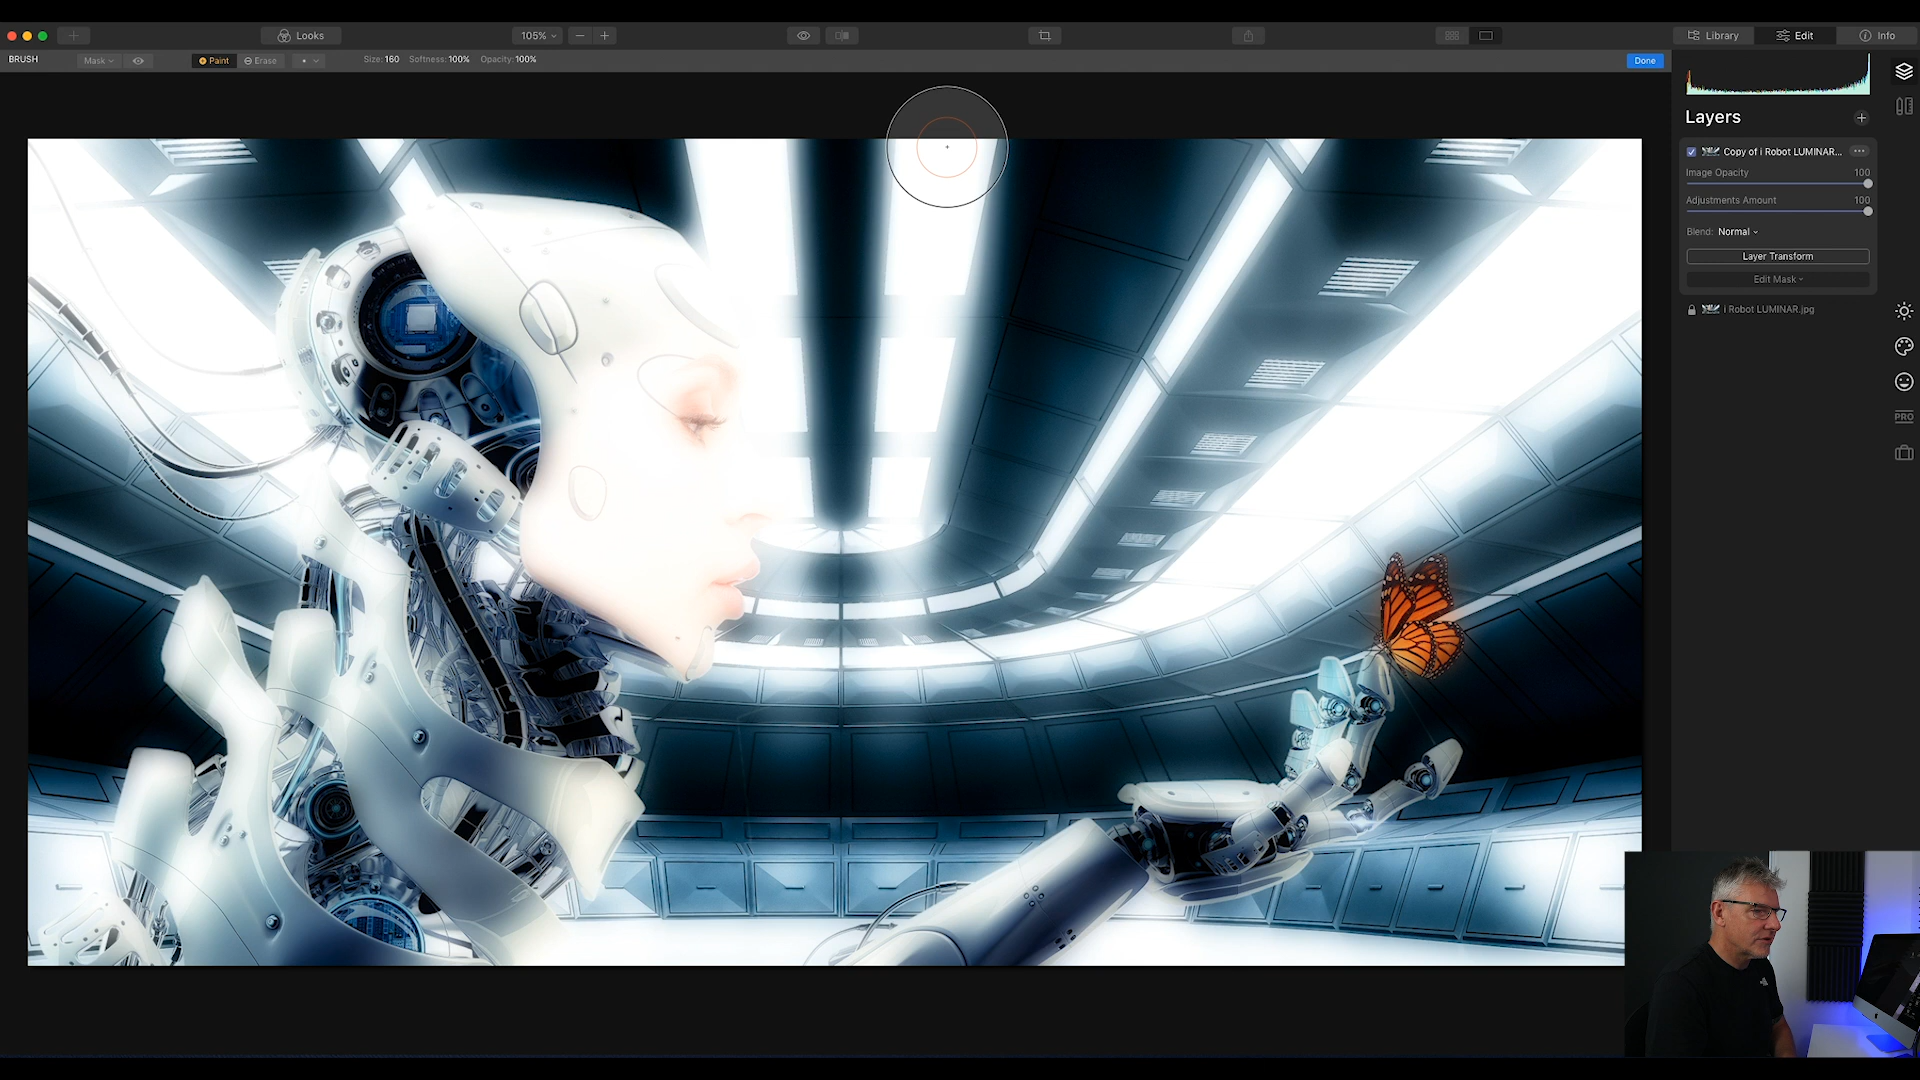 Looks
105%
Library
Edit
Info
BRUSH
Mask
Paint
Erase
Size: 160
Softness: 100%
Opacity: 100%
Done
Layers
Copy of i Robot LUMINAR...
Image Opacity
100
Adjustments Amount
100
Blend: Normal
Layer Transform
Edit Mask
i Robot LUMINAR.jpg
PRO